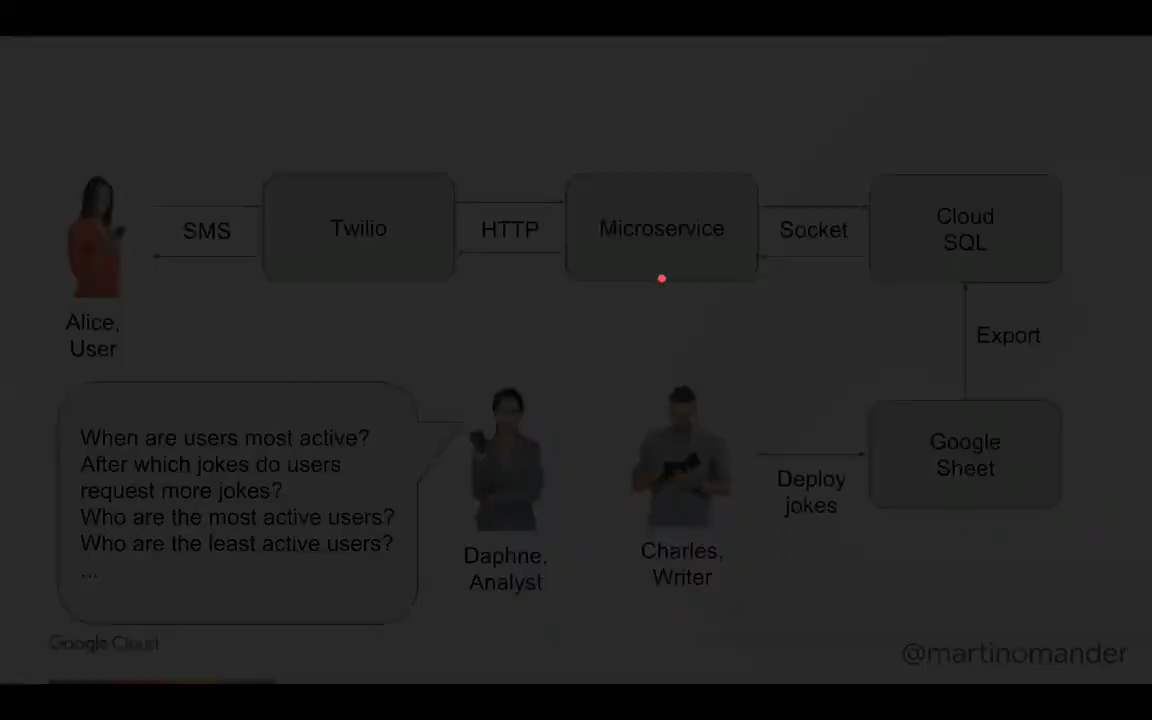 SMS
Twilio
HTTP
Microservice
Socket
Cloud
SQL
Alice,
User
Export
When are users most active?
After which jokes do users
request more jokes?
Who are the most active users?
Who are the least active users?
...
Daphne,
Analyst
Charles,
Writer
Deploy
jokes
Google
Sheet
Google Cloud
@martinomander